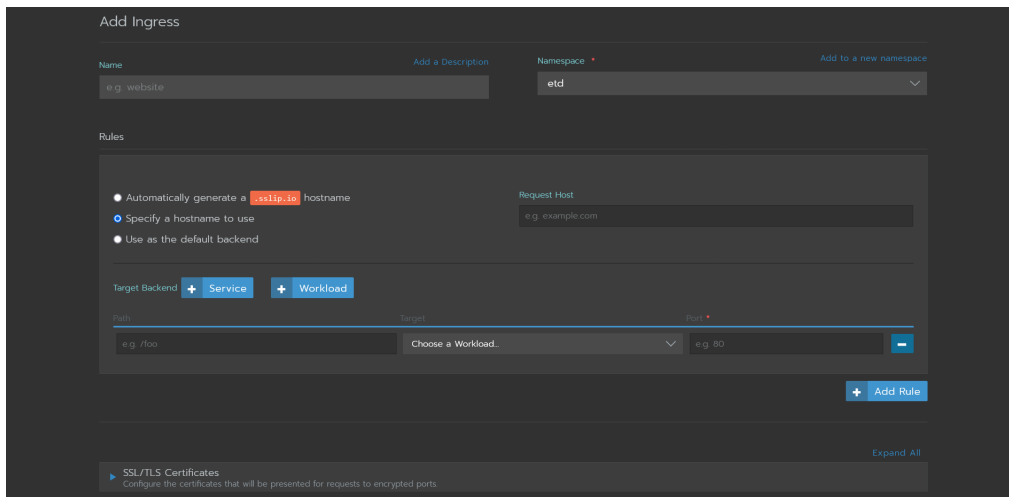 Add Ingress
Name
Add a Description
Namespace *
Add to a new namespace
e.g. website
etd
Rules
Automatically generate a .sslip.io hostname
Specify a hostname to use
Use as the default backend
Request Host
e.g. example.com
Target Backend + Service + Workload
Path
Target
Port *
e.g. /foo
Choose a Workload...
e.g. 80
+ Add Rule
Expand All
SSL/TLS Certificates
Configure the certificates that will be presented for requests to encrypted ports.